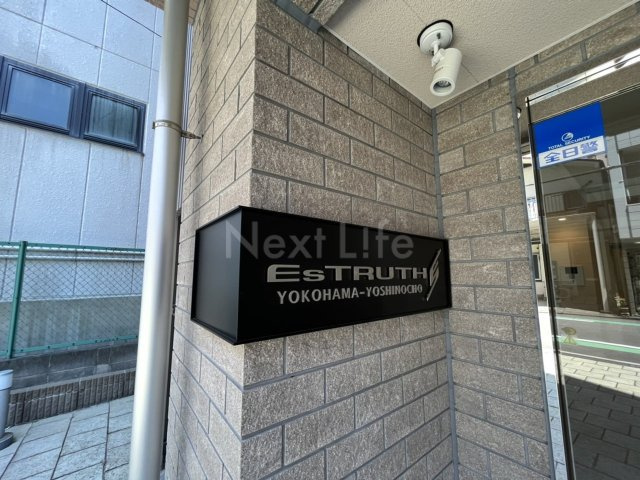 Next Life
EsTRUTH
YOKOHAMA-YOSHINOCHO
TOTAL SECURITY
全日警